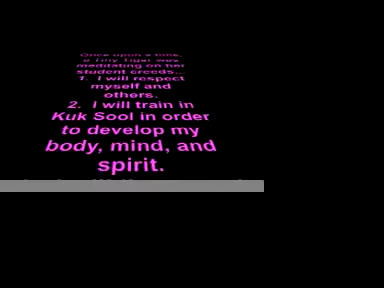 Once upon a time,
a Tiny Tiger was
meditating on her
student creeds...
1. I will respect
myself and
others.
2. I will train in
Kuk Sool in order
to develop my
body, mind, and
spirit.